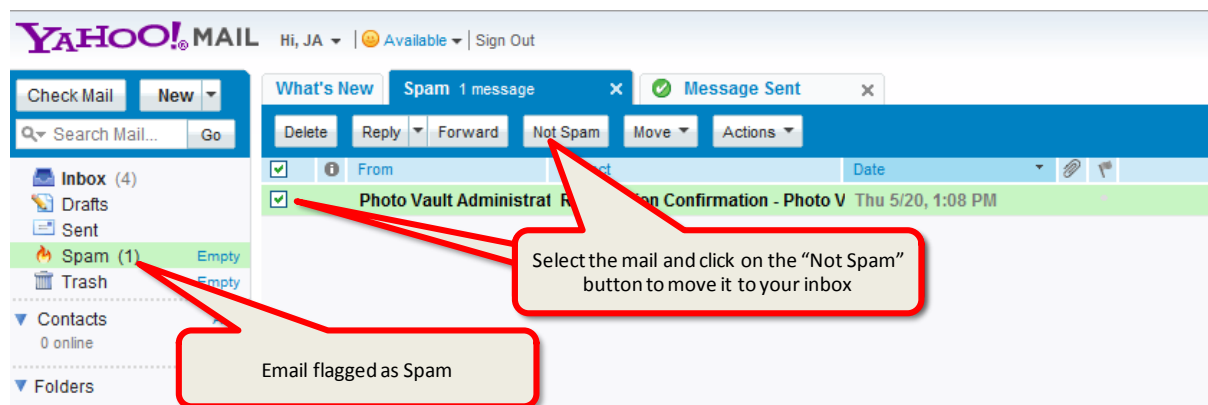 YAHOO!® MAIL Hi, JA | Available | Sign Out
Check Mail New What's New Spam 1 message Message Sent
Search Mail... Go Delete Reply Forward Not Spam Move Actions
From Date
Inbox (4)
Photo Vault Administrat Confirmation - Photo V Thu 5/20, 1:08 PM
Drafts
Sent
Spam (1) Empty
Trash Empty
Select the mail and click on the “Not Spam”
button to move it to your inbox
Contacts
0 online
Email flagged as Spam
Folders